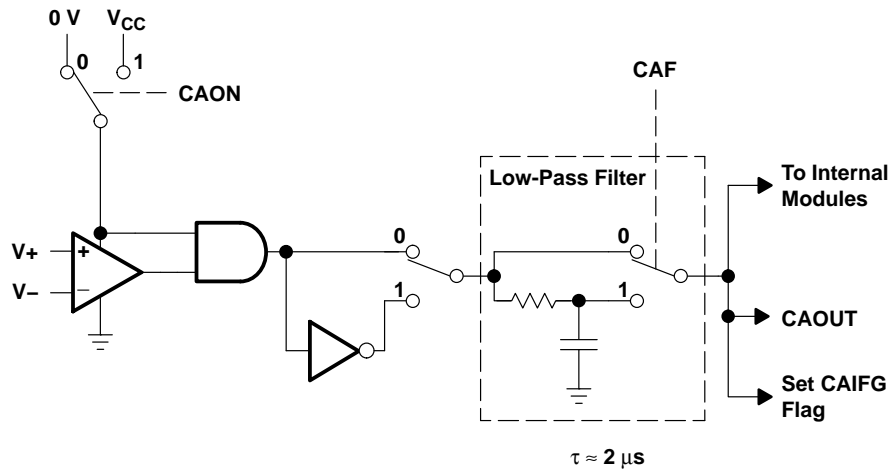 0 V
V_CC
0
1
CAON
CAF
Low-Pass Filter
To Internal
Modules
V+
+
V−
−
0
1
0
1
CAOUT
Set CAIFG
Flag
τ ≈ 2 μs